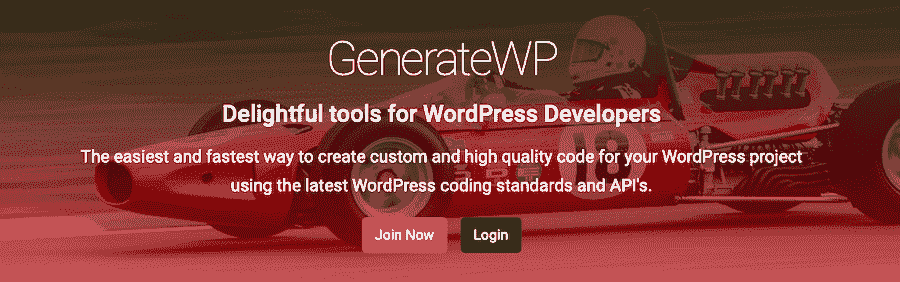 GenerateWP
Delightful tools for WordPress Developers
The easiest and fastest way to create custom and high quality code for your WordPress project
using the latest WordPress coding standards and API's.
Join Now
Login
18